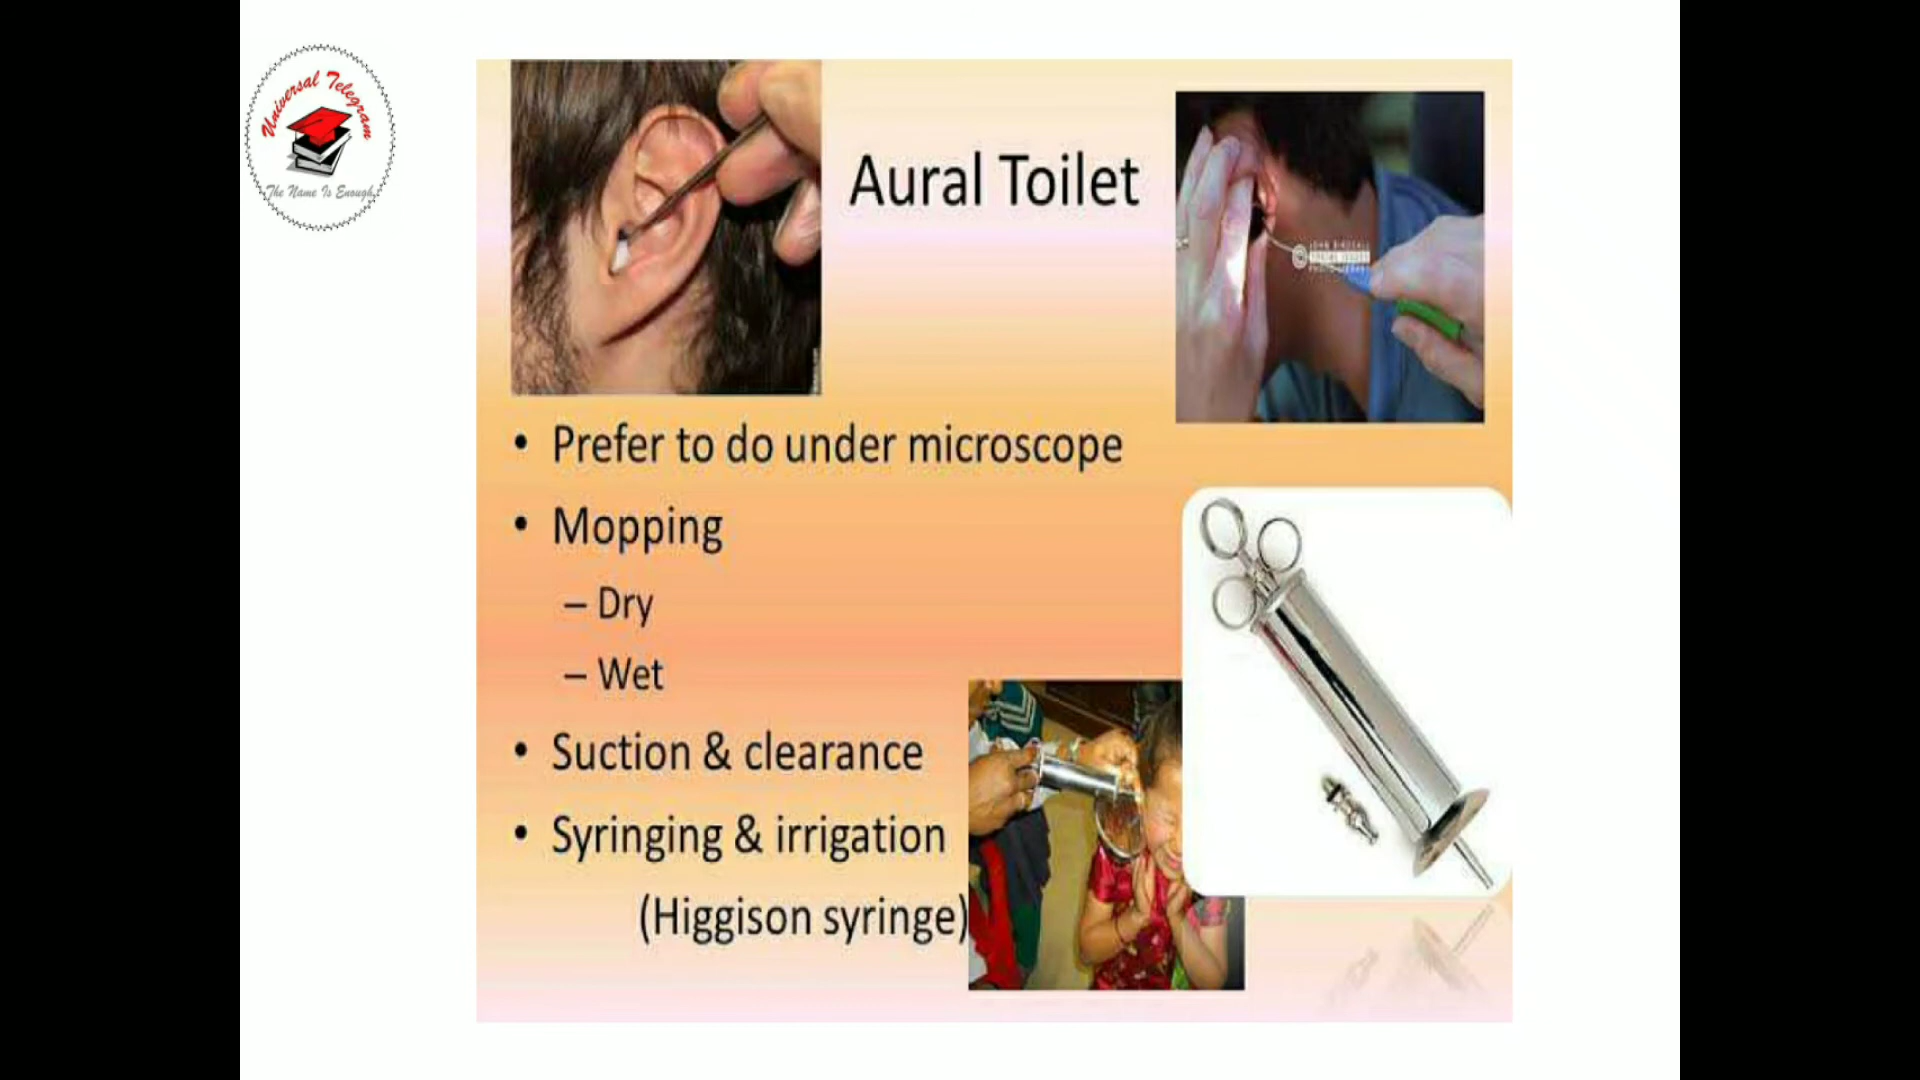 Universal Telegram
The Name Is Enough
Aural Toilet
• Prefer to do under microscope
• Mopping
– Dry
– Wet
• Suction & clearance
• Syringing & irrigation
(Higgison syringe)